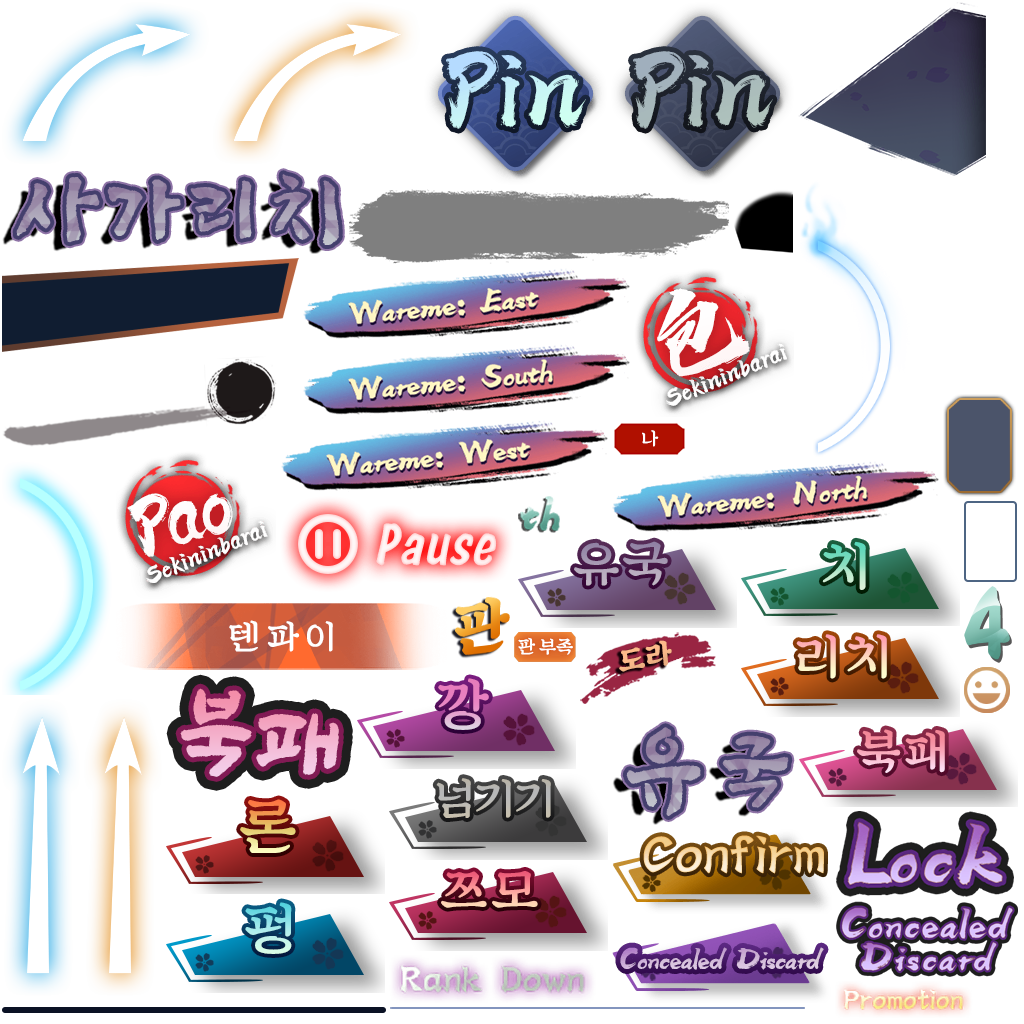 Pin
Pin
사가리치
Wareme: East
包
Sekininbarai
Wareme: South
나
Wareme: West
Wareme: North
Pao
Sekininbarai
Pause
th
유국
치
텐파이
판
판 부족
도라
리치
4
북패
깡
유국
북패
론
넘기기
Confirm
Lock
쯔모
펑
Concealed Discard
Concealed
Discard
Rank Down
Promotion